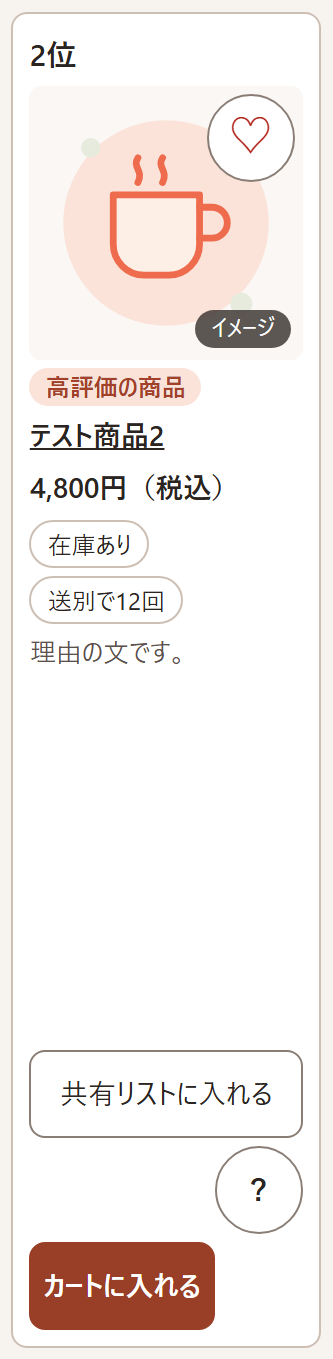 2位
♡
イメージ
高評価の商品
テスト商品2
4,800円（税込）
在庫あり
送別で12回
理由の文です。
共有リストに入れる
?
カートに入れる